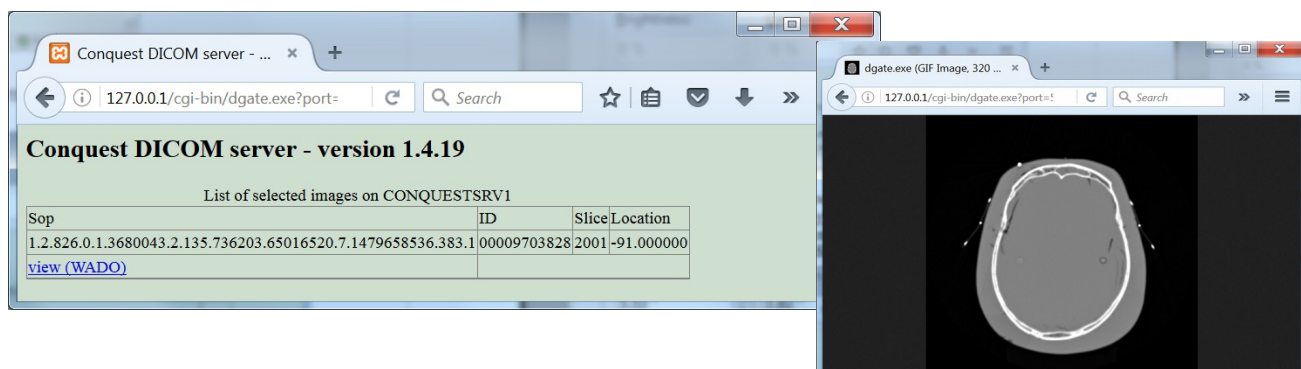 Conquest DICOM server - ...
127.0.0.1/cgi-bin/dgate.exe?port=
Search
Conquest DICOM server - version 1.4.19
List of selected images on CONQUESTSRV1
Sop ID Slice Location
1.2.826.0.1.3680043.2.135.736203.65016520.7.1479658536.383.1 00009703828 2001 -91.000000
view (WADO)
dgate.exe (GIF Image, 320 ...
127.0.0.1/cgi-bin/dgate.exe?port=
Search